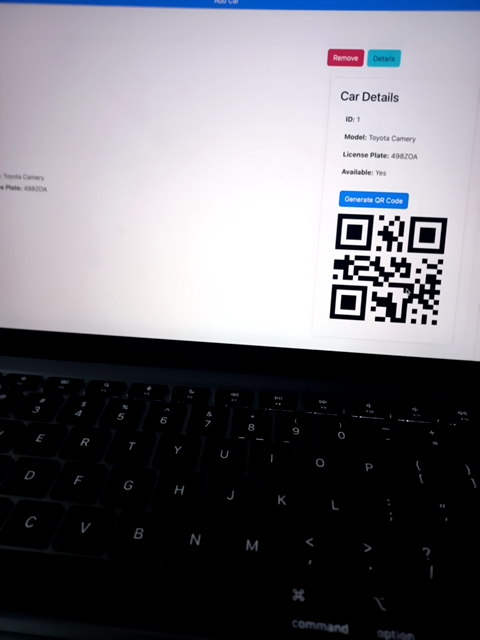 Add Car
Remove Details
Car Details
ID: 1
Model: Toyota Camery
License Plate: 498ZOA
Available: Yes
Generate QR Code
Toyota Camery
Plate: 498ZOA
3 4 % 5 ^ 6 & 7 * 8 ( 9 ) 0 _ - + =
E R T Y U I O P { [ } ]
D F G H J K L : ; " '
C V B N M < , > . ? /
⌘ ⌥
command option